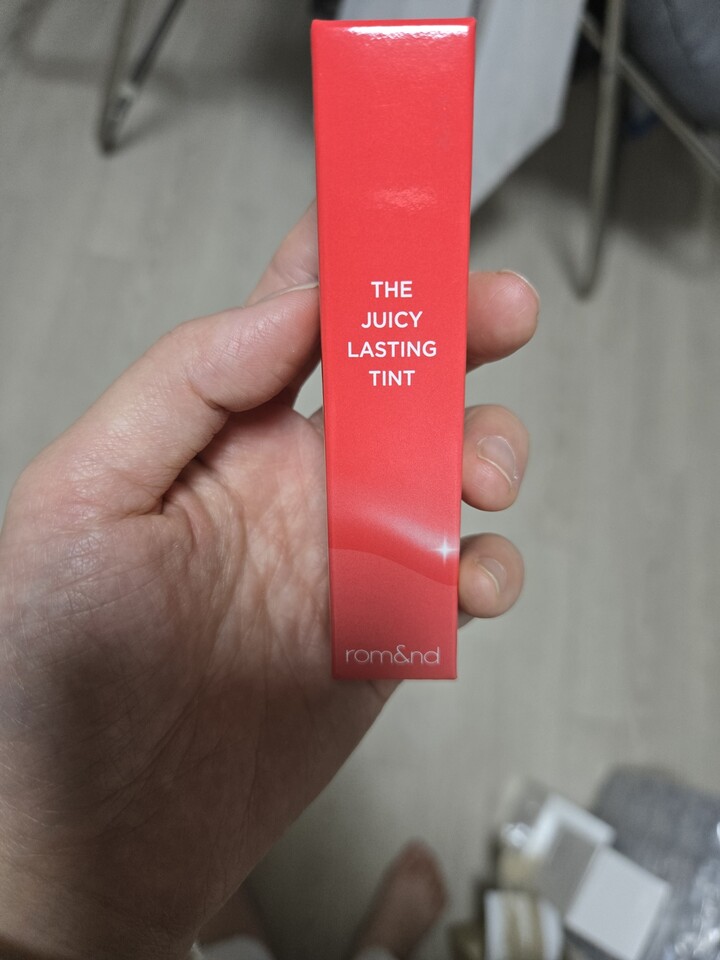 THE
JUICY
LASTING
TINT
rom&nd